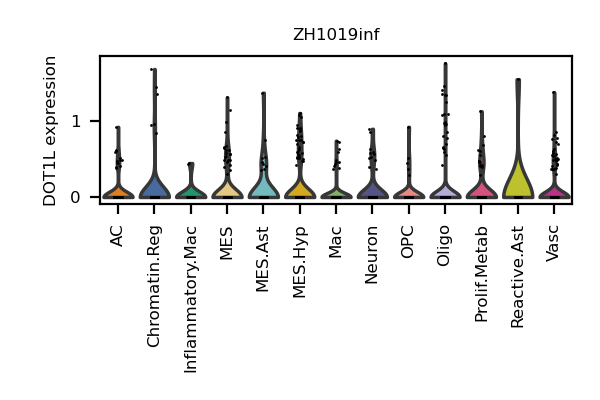 ZH1019inf
DOT1L expression
1
0
AC
Chromatin.Reg
Inflammatory.Mac
MES
MES.Ast
MES.Hyp
Mac
Neuron
OPC
Oligo
Prolif.Metab
Reactive.Ast
Vasc